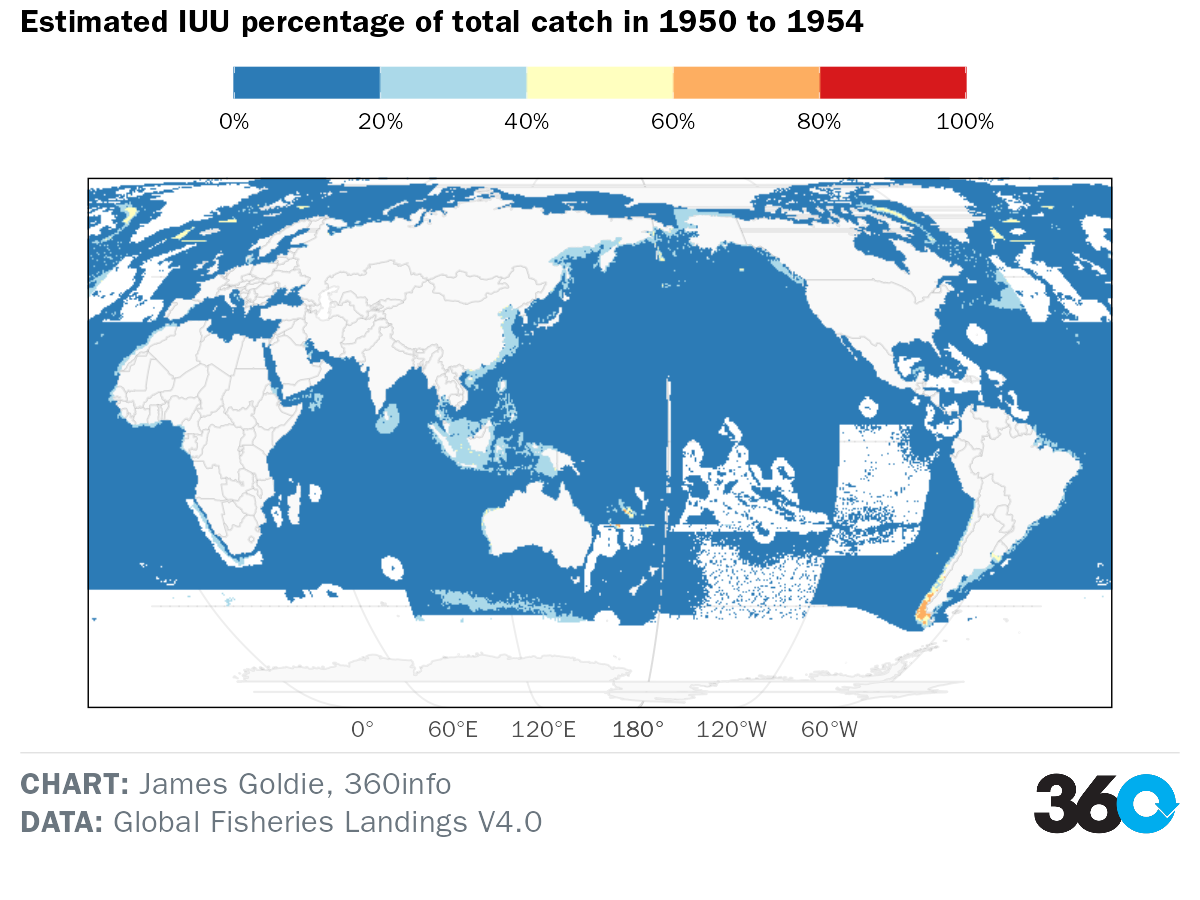 Estimated IUU percentage of total catch in 1950 to 1954
0% 20% 40% 60% 80% 100%
0° 60°E 120°E 180° 120°W 60°W
CHART: James Goldie, 360info
DATA: Global Fisheries Landings V4.0
360